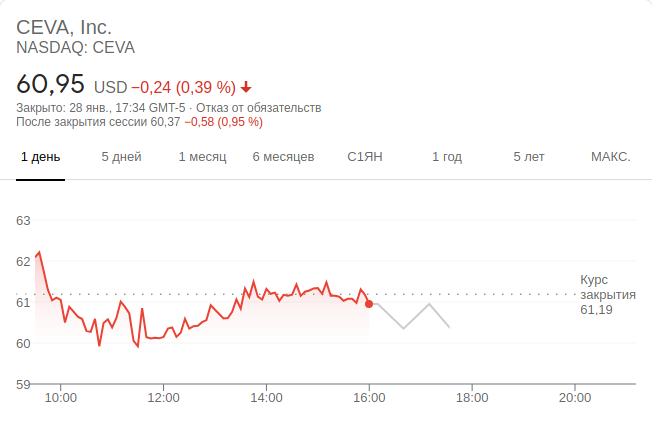 CEVA, Inc.
NASDAQ: CEVA
60,95 USD −0,24 (0,39 %)
Закрыто: 28 янв., 17:34 GMT-5 · Отказ от обязательств
После закрытия сессии 60,37 −0,58 (0,95 %)
1 день 5 дней 1 месяц 6 месяцев С1ЯН 1 год 5 лет МАКС.
63
62
61
60
59
Курс
закрытия
61,19
10:00 12:00 14:00 16:00 18:00 20:00